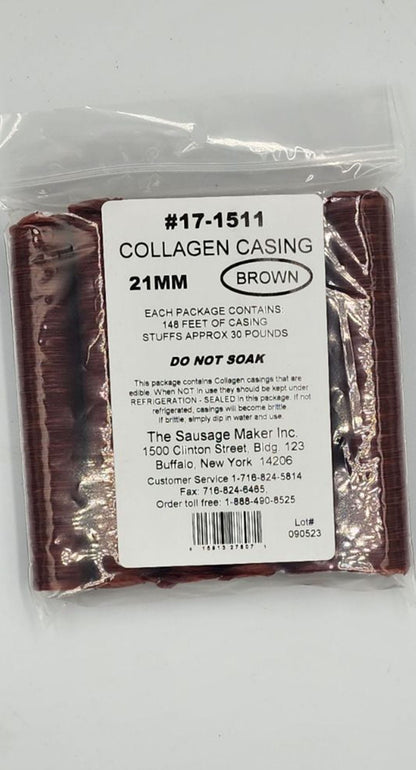 #17-1511
COLLAGEN CASING
21MM BROWN
EACH PACKAGE CONTAINS:
148 FEET OF CASING
STUFFS APPROX 30 POUNDS
DO NOT SOAK
This package contains Collagen casings that are
edible. When NOT in use they should be kept under
REFRIGERATION - SEALED in this package. If not
refrigerated, casings will become brittle
If brittle, simply dip in water and use.
The Sausage Maker Inc.
1500 Clinton Street, Bldg. 123
Buffalo, New York 14206
Customer Service 1-716-824-5814
Fax: 716-824-6465
Order toll free: 1-888-490-8525
Lot#
090523